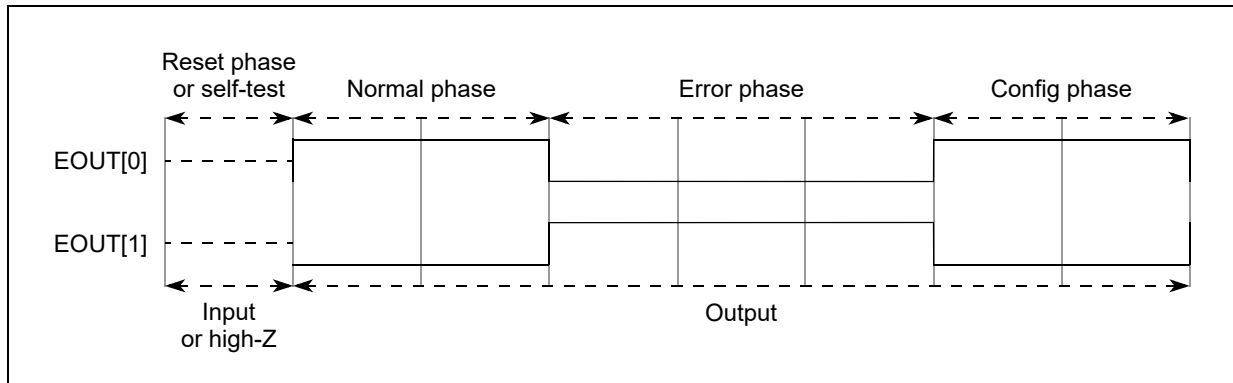 Reset phase
or self-test
Normal phase
Error phase
Config phase
EOUT[0]
EOUT[1]
Input
or high-Z
Output